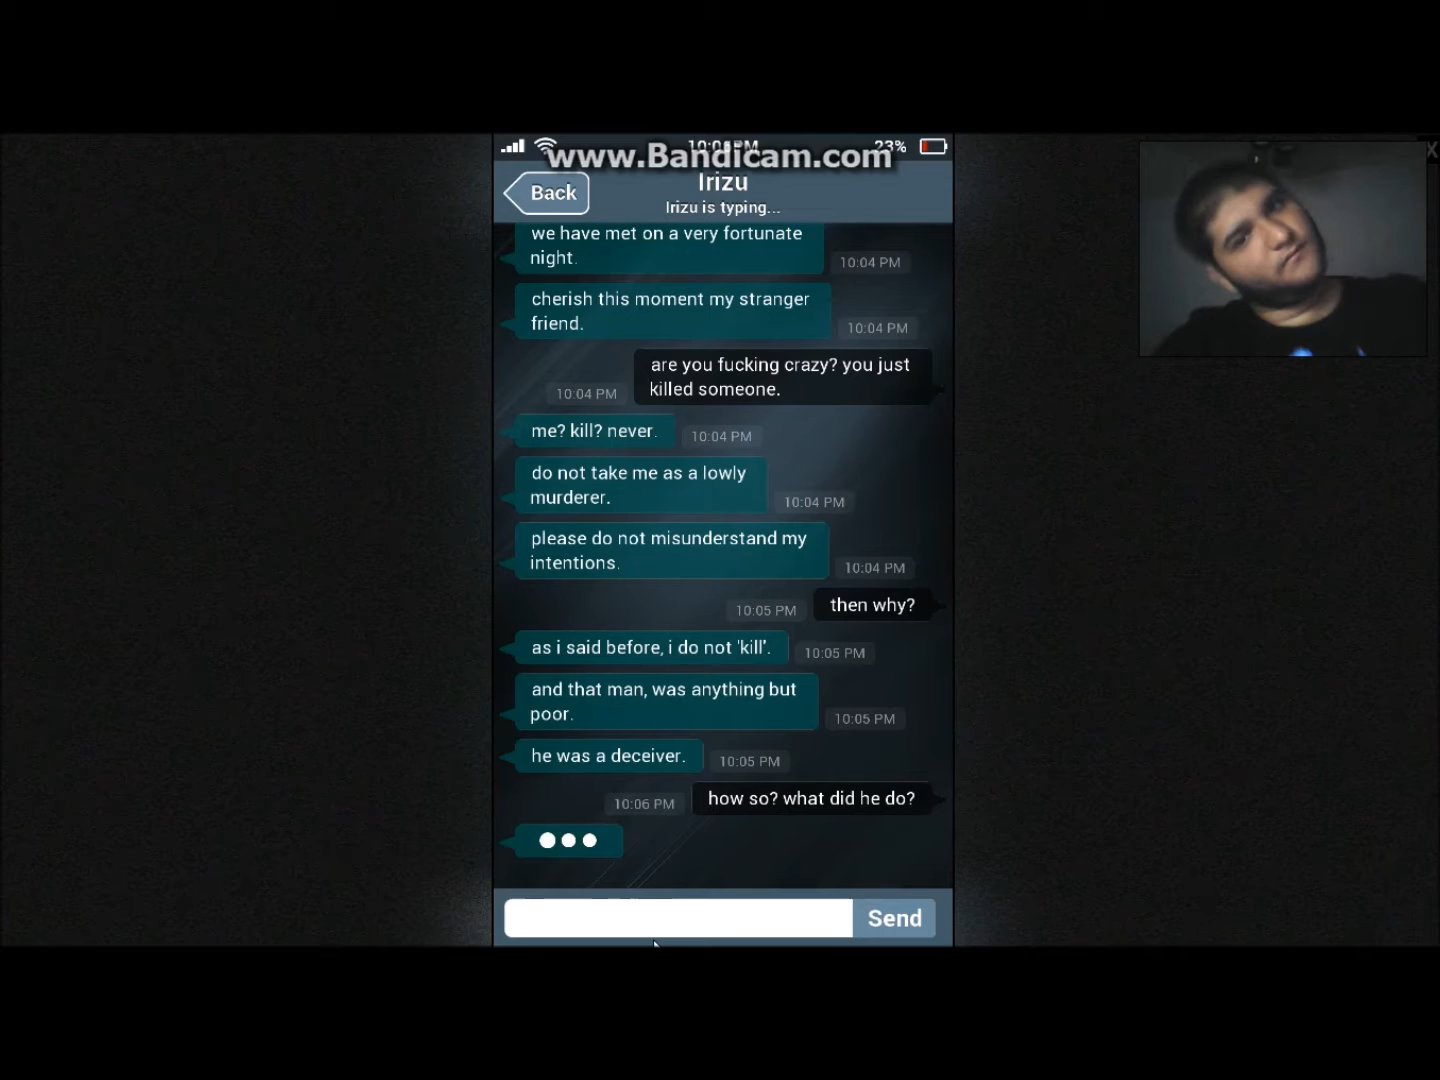 www.Bandicam.com
23%
X
Back
Irizu
Irizu is typing...
we have met on a very fortunate
night.
10:04 PM
cherish this moment my stranger
friend.
10:04 PM
are you fucking crazy? you just
killed someone.
10:04 PM
me? kill? never.
10:04 PM
do not take me as a lowly
murderer.
10:04 PM
please do not misunderstand my
intentions.
10:04 PM
then why?
10:05 PM
as i said before, i do not 'kill'.
10:05 PM
and that man, was anything but
poor.
10:05 PM
he was a deceiver.
10:05 PM
how so? what did he do?
10:06 PM
Send